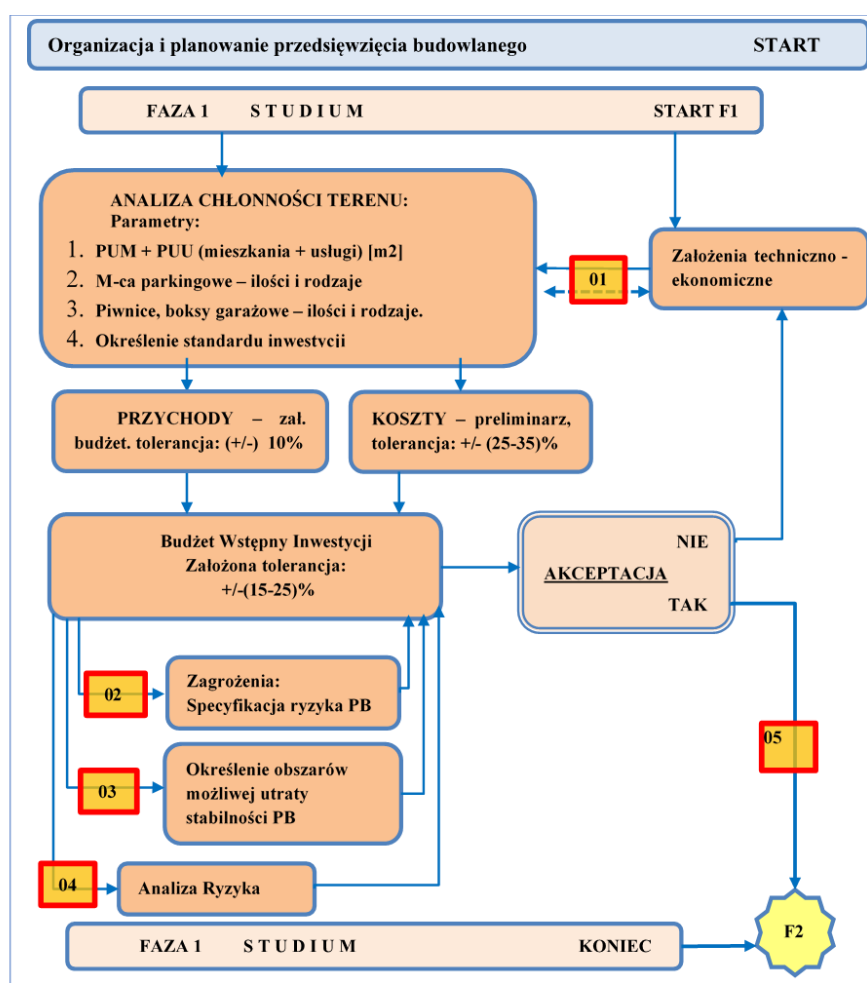 Organizacja i planowanie przedsięwzięcia budowlanego START
FAZA 1 S T U D I U M START F1
ANALIZA CHŁONNOŚCI TERENU:
Parametry:
1. PUM + PUU (mieszkania + usługi) [m2]
2. M-ca parkingowe – ilości i rodzaje
3. Piwnice, boksy garażowe – ilości i rodzaje.
4. Określenie standardu inwestycji
01
Założenia techniczno -
ekonomiczne
PRZYCHODY – zał.
budżet. tolerancja: (+/-) 10%
KOSZTY – preliminarz,
tolerancja: +/- (25-35)%
Budżet Wstępny Inwestycji
Założona tolerancja:
+/-(15-25)%
NIE
AKCEPTACJA
TAK
02
Zagrożenia:
Specyfikacja ryzyka PB
03
Określenie obszarów
możliwej utraty
stabilności PB
04
Analiza Ryzyka
05
FAZA 1 S T U D I U M KONIEC
F2